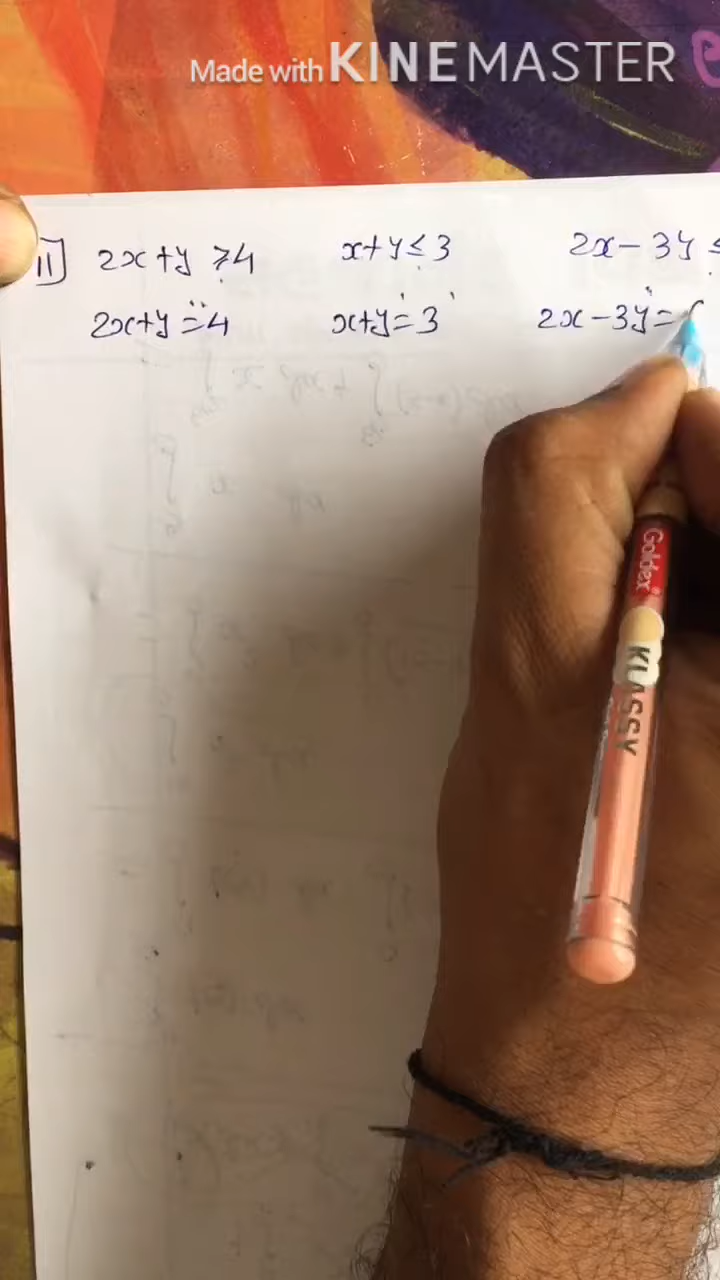 Made with KINEMASTER
11] 2x+y ≥4 x+y≤ 3 2x-3y ≤
2x+y =4 x+y= 3 2x-3y=
Goldex
KLASSY